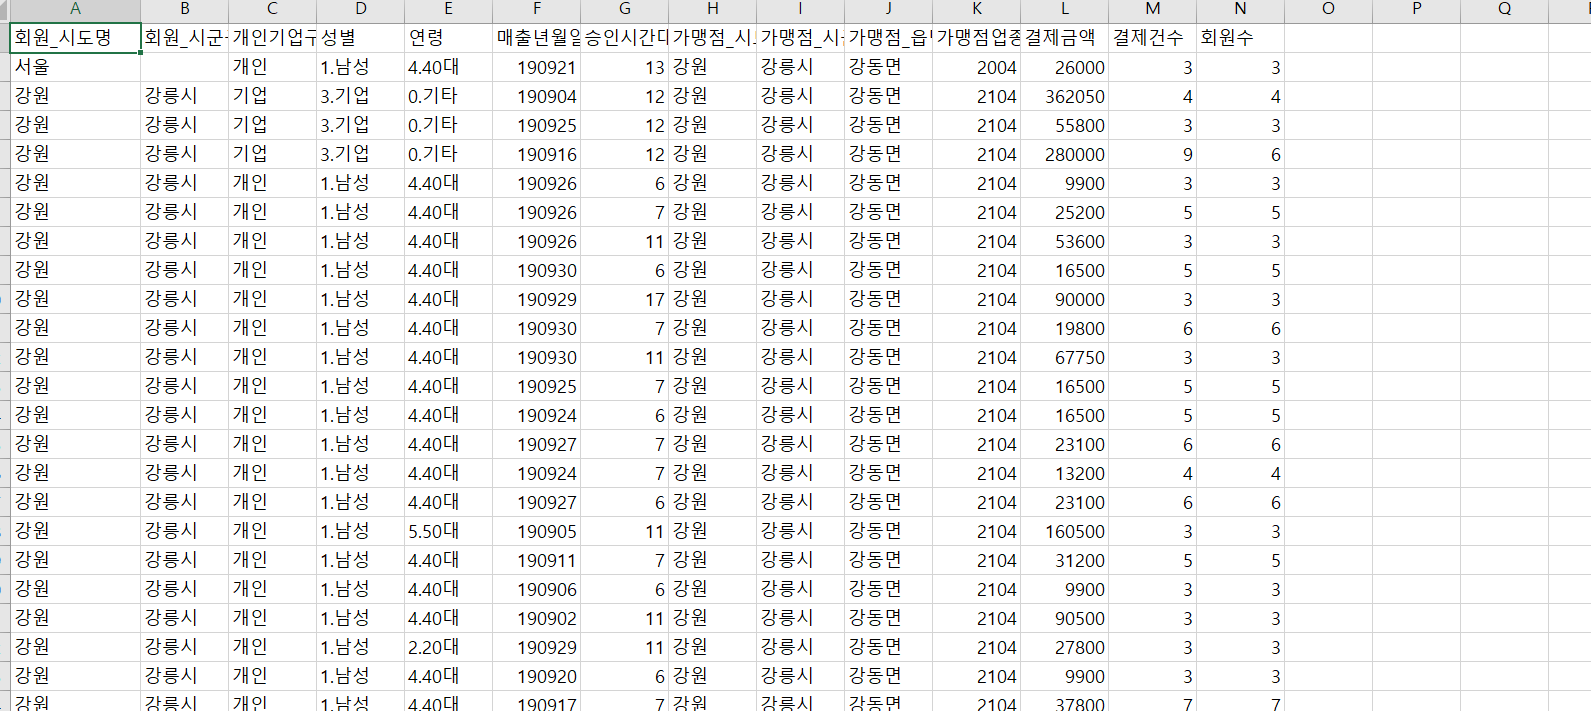 A B C D E F G H I J K L M N O P Q
회원_시도명 회원_시군 개인기업구 성별 연령 매출년월일 승인시간대 가맹점_시 가맹점_시 가맹점_읍 가맹점업종 결제금액 결제건수 회원수
서울 개인 1.남성 4.40대 190921 13 강원 강릉시 강동면 2004 26000 3 3
강원 강릉시 기업 3.기업 0.기타 190904 12 강원 강릉시 강동면 2104 362050 4 4
강원 강릉시 기업 3.기업 0.기타 190925 12 강원 강릉시 강동면 2104 55800 3 3
강원 강릉시 기업 3.기업 0.기타 190916 12 강원 강릉시 강동면 2104 280000 9 6
강원 강릉시 개인 1.남성 4.40대 190926 6 강원 강릉시 강동면 2104 9900 3 3
강원 강릉시 개인 1.남성 4.40대 190926 7 강원 강릉시 강동면 2104 25200 5 5
강원 강릉시 개인 1.남성 4.40대 190926 11 강원 강릉시 강동면 2104 53600 3 3
강원 강릉시 개인 1.남성 4.40대 190930 6 강원 강릉시 강동면 2104 16500 5 5
강원 강릉시 개인 1.남성 4.40대 190929 17 강원 강릉시 강동면 2104 90000 3 3
강원 강릉시 개인 1.남성 4.40대 190930 7 강원 강릉시 강동면 2104 19800 6 6
강원 강릉시 개인 1.남성 4.40대 190930 11 강원 강릉시 강동면 2104 67750 3 3
강원 강릉시 개인 1.남성 4.40대 190925 7 강원 강릉시 강동면 2104 16500 5 5
강원 강릉시 개인 1.남성 4.40대 190924 6 강원 강릉시 강동면 2104 16500 5 5
강원 강릉시 개인 1.남성 4.40대 190927 7 강원 강릉시 강동면 2104 23100 6 6
강원 강릉시 개인 1.남성 4.40대 190924 7 강원 강릉시 강동면 2104 13200 4 4
강원 강릉시 개인 1.남성 4.40대 190927 6 강원 강릉시 강동면 2104 23100 6 6
강원 강릉시 개인 1.남성 5.50대 190905 11 강원 강릉시 강동면 2104 160500 3 3
강원 강릉시 개인 1.남성 4.40대 190911 7 강원 강릉시 강동면 2104 31200 5 5
강원 강릉시 개인 1.남성 4.40대 190906 6 강원 강릉시 강동면 2104 9900 3 3
강원 강릉시 개인 1.남성 4.40대 190902 11 강원 강릉시 강동면 2104 90500 3 3
강원 강릉시 개인 1.남성 2.20대 190929 11 강원 강릉시 강동면 2104 27800 3 3
강원 강릉시 개인 1.남성 4.40대 190920 6 강원 강릉시 강동면 2104 9900 3 3
강원 강릉시 개인 1.남성 4.40대 190917 7 강원 강릉시 강동면 2104 37800 7 7